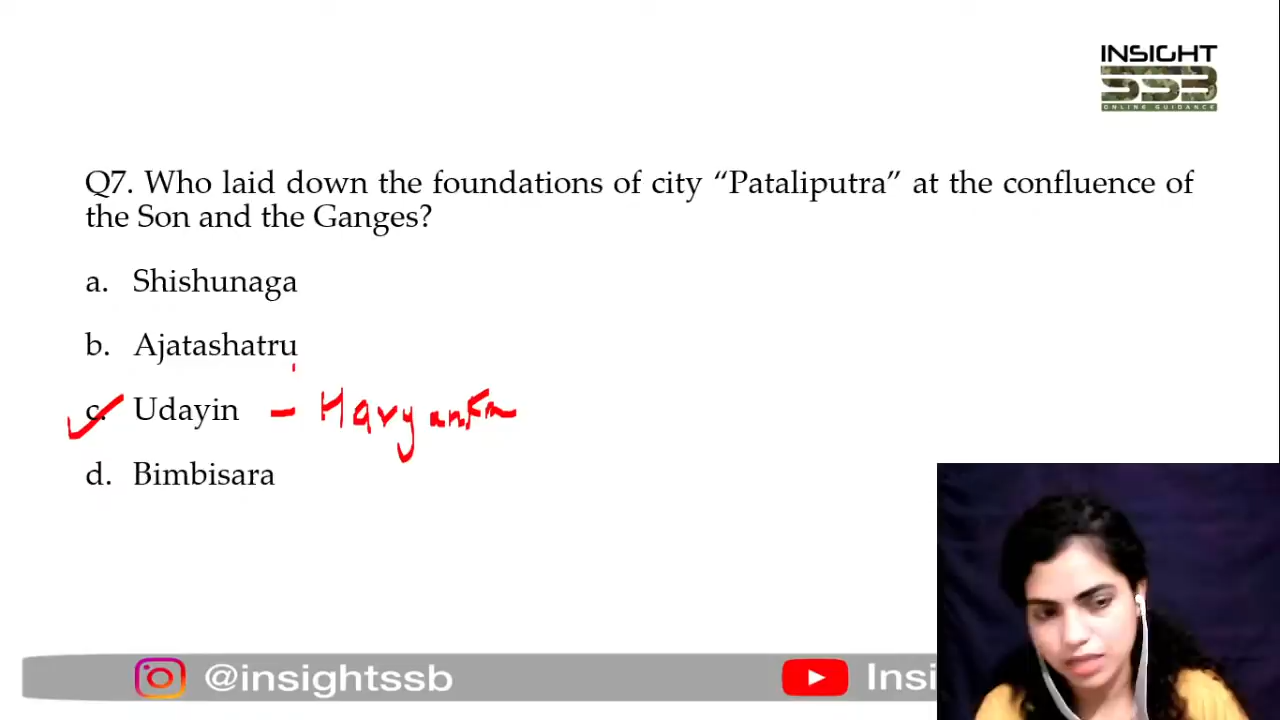 INSIGHT
SSB
ONLINE GUIDANCE
Q7. Who laid down the foundations of city “Pataliputra” at the confluence of
the Son and the Ganges?
a. Shishunaga
b. Ajatashatru
c. Udayin – Haryanka
d. Bimbisara
@insightssb
Insi